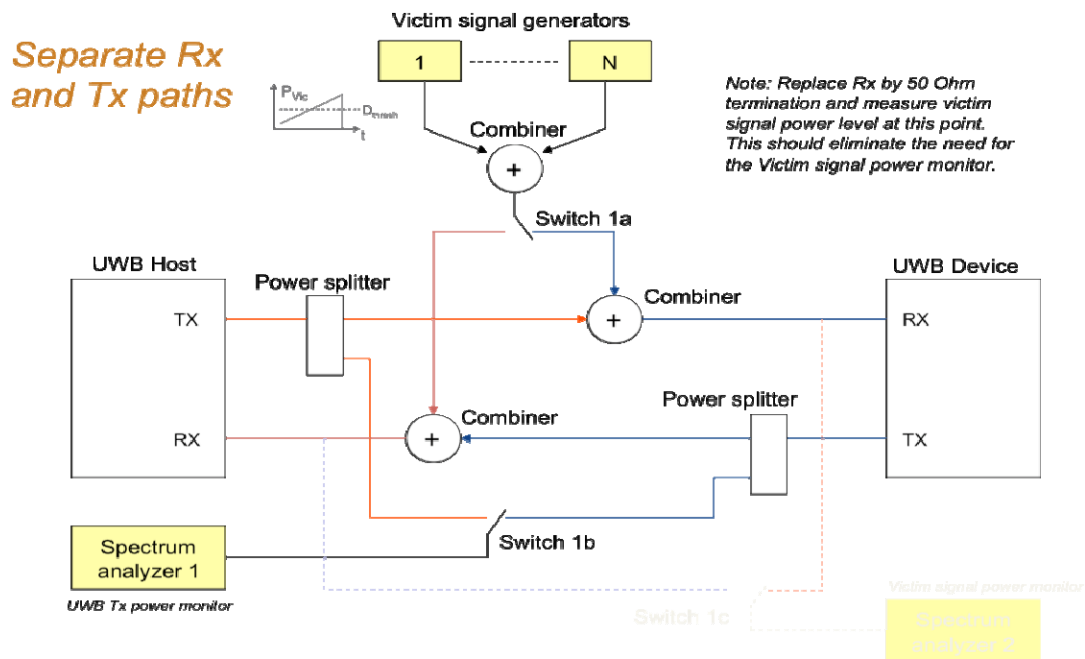 Victim signal generators
Separate Rx
and Tx paths
1
N
PVic
Dthresh
t
Note: Replace Rx by 50 Ohm
termination and measure victim
signal power level at this point.
This should eliminate the need for
the Victim signal power monitor.
Combiner
+
Switch 1a
UWB Host
UWB Device
Power splitter
Combiner
TX
+
RX
Power splitter
Combiner
RX
+
TX
Switch 1b
Spectrum
analyzer 1
UWB Tx power monitor
Victim signal power monitor
Switch 1c
Spectrum
analyzer 2